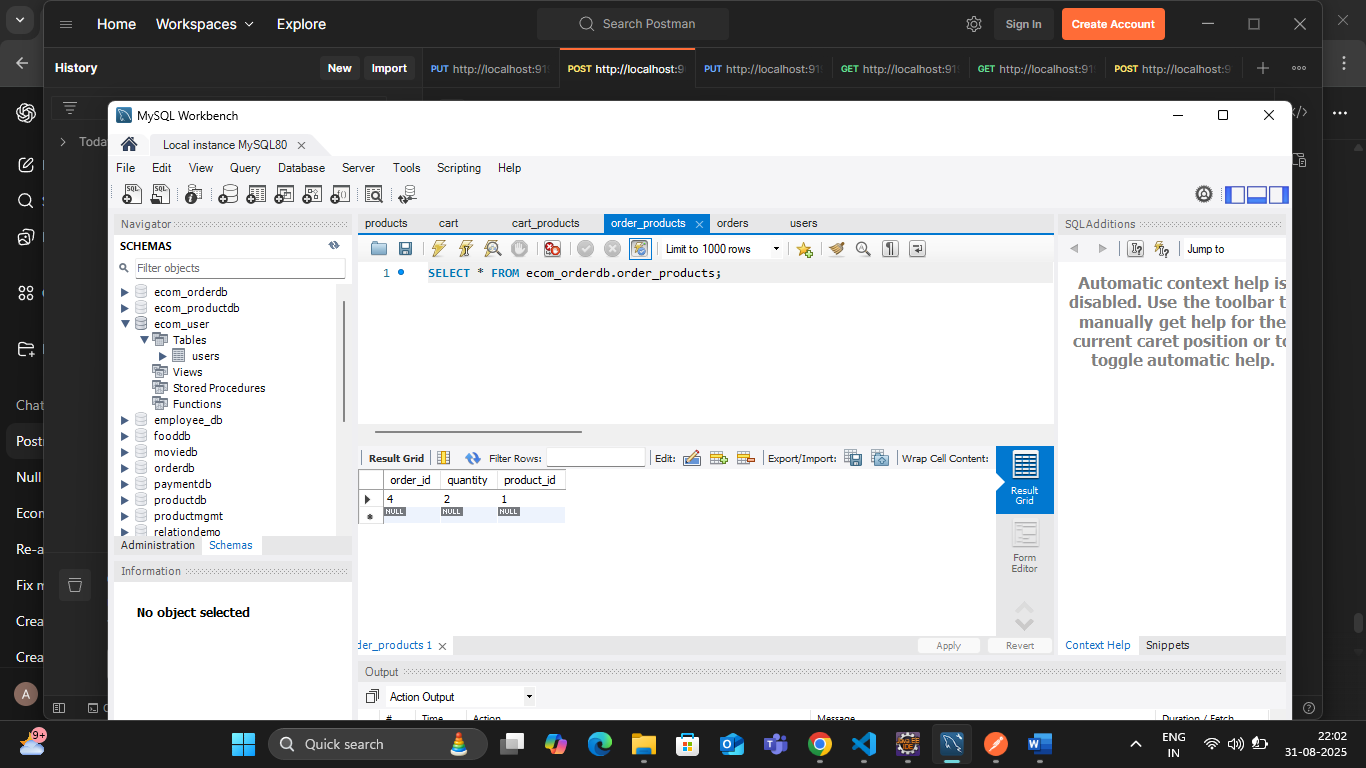 Home Workspaces Explore Search Postman Sign In Create Account
History New Import PUT http://localhost:91 POST http://localhost:9 PUT http://localhost:91 GET http://localhost:91 GET http://localhost:91 POST http://localhost:9
Toda
MySQL Workbench
Local instance MySQL80
File Edit View Query Database Server Tools Scripting Help
Navigator
SCHEMAS
Filter objects
ecom_orderdb
ecom_productdb
ecom_user
Tables
users
Views
Stored Procedures
Functions
employee_db
fooddb
moviedb
orderdb
paymentdb
productdb
productmgmt
relationdemo
Administration Schemas
Information
No object selected
products cart cart_products order_products orders users
Limit to 1000 rows
1 SELECT * FROM ecom_orderdb.order_products;
Result Grid Filter Rows: Edit: Export/Import: Wrap Cell Content:
order_id quantity product_id
4 2 1
NULL NULL NULL
Result Grid
Form Editor
der_products 1 Apply Revert
Output
Action Output
# Time Action Message Duration / Fetch
SQLAdditions
Jump to
Automatic context help is
disabled. Use the toolbar t
manually get help for the
current caret position or to
toggle automatic help.
Context Help Snippets
Chat
Postr
Null
Econ
Re-a
Fix m
Crea
Crea
A
9+
Quick search
ENG
IN
22:02
31-08-2025